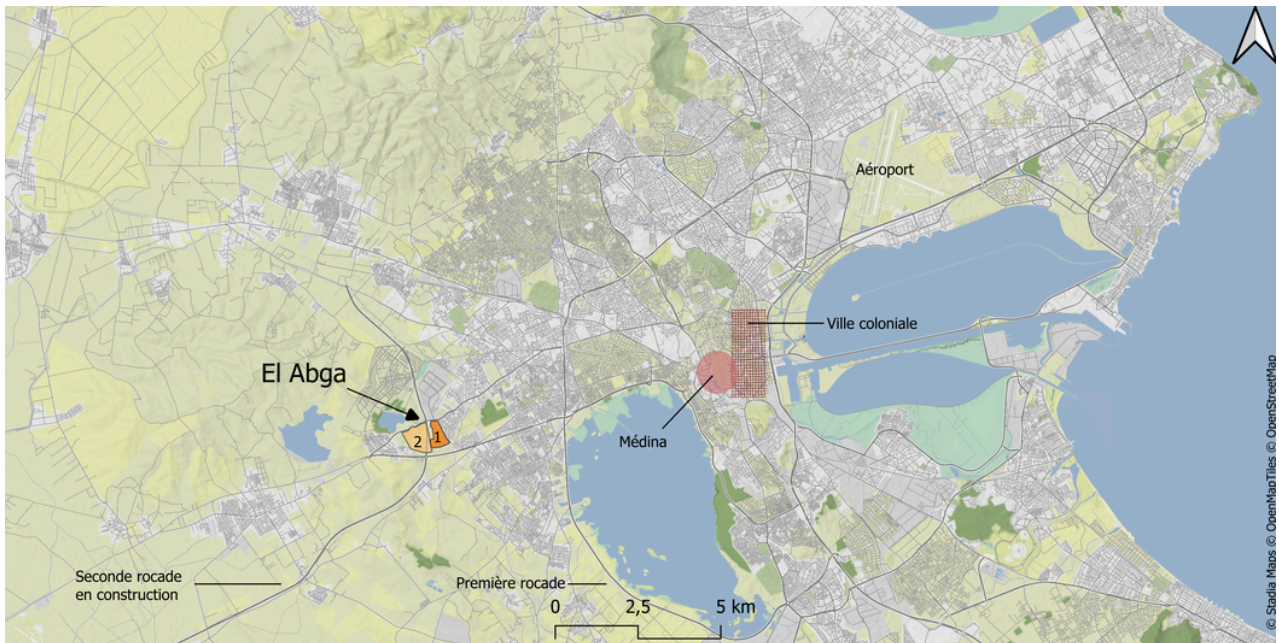 Aéroport
Ville coloniale
El Abga
2
1
Médina
Seconde rocade
en construction
Première rocade
0
2,5
5 km
© Stadia Maps © OpenMapTiles © OpenStreetMap